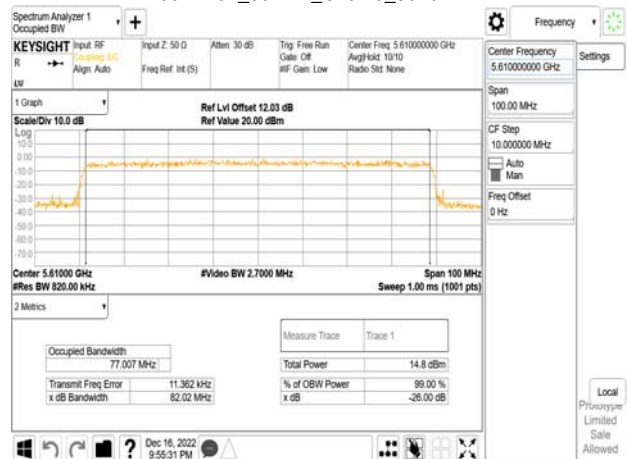 Spectrum Analyzer 1
Occupied BW
Frequency
KEYSIGHT
R
Input: RF
Coupling: DC
Align: Auto
Input Z: 50 Ω
Freq Ref: Int (S)
Atten: 30 dB
Trig: Free Run
Gate: Off
#IF Gain: Low
Center Freq: 5.610000000 GHz
Avg|Hold: 10/10
Radio Std: None
Center Frequency
5.610000000 GHz
Settings
Span
100.00 MHz
CF Step
10.000000 MHz
Auto
Man
Freq Offset
0 Hz
1 Graph
Scale/Div 10.0 dB
Ref Lvl Offset 12.03 dB
Ref Value 20.00 dBm
Log
10.0
0.00
-10.0
-20.0
-30.0
-40.0
-50.0
-60.0
-70.0
Center 5.61000 GHz
#Res BW 820.00 kHz
#Video BW 2.7000 MHz
Span 100 MHz
Sweep 1.00 ms (1001 pts)
2 Metrics
Measure Trace
Trace 1
Occupied Bandwidth
77.007 MHz
Total Power
14.8 dBm
Transmit Freq Error
11.362 kHz
% of OBW Power
99.00 %
x dB Bandwidth
82.02 MHz
x dB
-26.00 dB
Local
Prototype
Limited
Sale
Allowed
Dec 16, 2022
9:55:31 PM